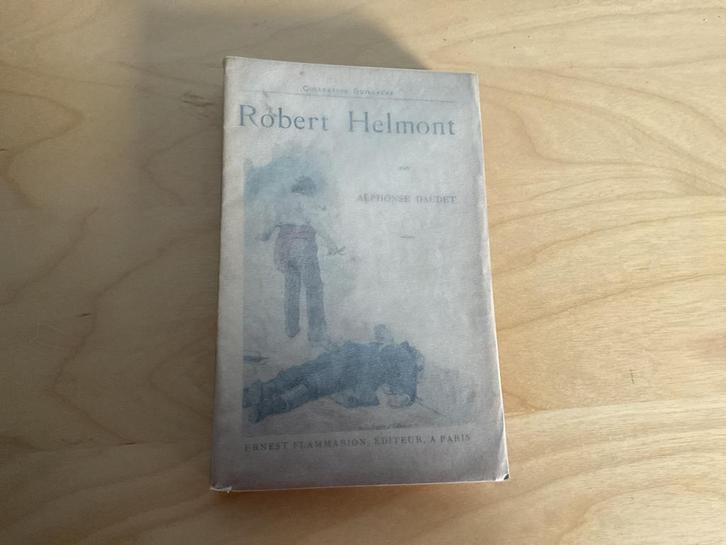 Collection Guillaume
Robert Helmont
PAR
ALPHONSE DAUDET
ERNEST FLAMMARION, ÉDITEUR, A PARIS